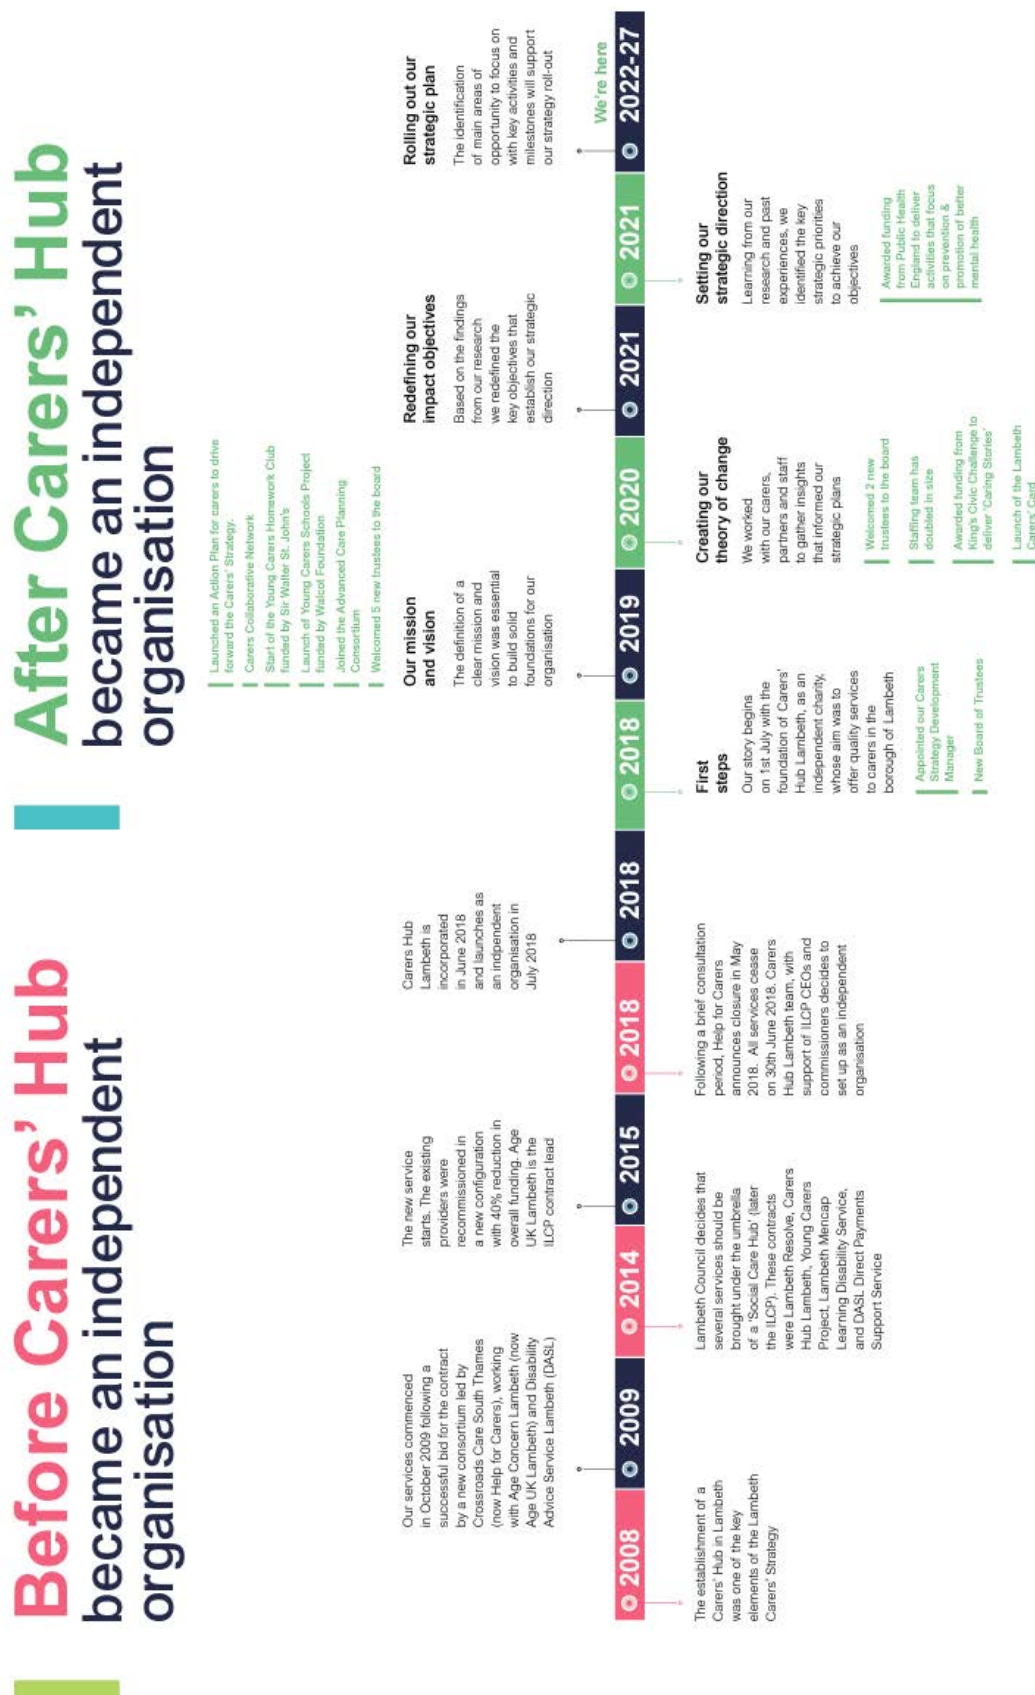 Before Carers' Hub
became an independent
organisation
Our services commenced
in October 2009 following a
successful bid for the contract
by a new consortium led by
Crossroads Care South Thames
(now Help for Carers), working
with Age Concern Lambeth (now
Age UK Lambeth) and Disability
Advice Service Lambeth (DASL)
The new service
starts. The existing
providers were
recommissioned in
a new configuration
with 40% reduction in
overall funding. Age
UK Lambeth is the
ILCP contract lead
Carers Hub
Lambeth is
incorporated
in June 2018
and launches as
an indpendent
organisation in
July 2018
2008
2009
2014
2015
2018
2018
The establishment of a
Carers' Hub in Lambeth
was one of the key
elements of the Lambeth
Carers' Strategy
Lambeth Council decides that
several services should be
brought under the umbrella
of a 'Social Care Hub' (later
the ILCP). These contracts
were Lambeth Resolve, Carers
Hub Lambeth, Young Carers
Project, Lambeth Mencap
Learning Disability Service,
and DASL Direct Payments
Support Service
Following a brief consultation
period, Help for Carers
announces closure in May
2018. All services cease
on 30th June 2018. Carers
Hub Lambeth team, with
support of ILCP CEOs and
commissioners decides to
set up as an independent
organisation
After Carers' Hub
became an independent
organisation
Launched an Action Plan for carers to drive
forward the Carers' Strategy.
Carers Collaborative Network
Start of the Young Carers Homework Club
funded by Sir Walter St. John's
Launch of Young Carers Schools Project
funded by Walcot Foundation
Joined the Advanced Care Planning
Consortium
Welcomed 5 new trustees to the board
Our mission
and vision
The definition of a
clear mission and
vision was essential
to build solid
foundations for our
organisation
Redefining our
impact objectives
Based on the findings
from our research
we redefined the
key objectives that
establish our strategic
direction
Rolling out our
strategic plan
The identification
of main areas of
opportunity to focus on
with key activities and
milestones will support
our strategy roll-out
We're here
2018
2019
2020
2021
2021
2022-27
First
steps
Our story begins
on 1st July with the
foundation of Carers'
Hub Lambeth, as an
independent charity,
whose aim was to
offer quality services
to carers in the
borough of Lambeth
Appointed our Carers
Strategy Development
Manager
New Board of Trustees
Creating our
theory of change
We worked
with our carers,
partners and staff
to gather insights
that informed our
strategic plans
Welcomed 2 new
trustees to the board
Staffing team has
doubled in size
Awarded funding from
King's Civic Challenge to
deliver 'Caring Stories'
Launch of the Lambeth
Carers' Card
Setting our
strategic direction
Learning from our
research and past
experiences, we
identified the key
strategic priorities
to achieve our
objectives
Awarded funding
from Public Health
England to deliver
activities that focus
on prevention &
promotion of better
mental health